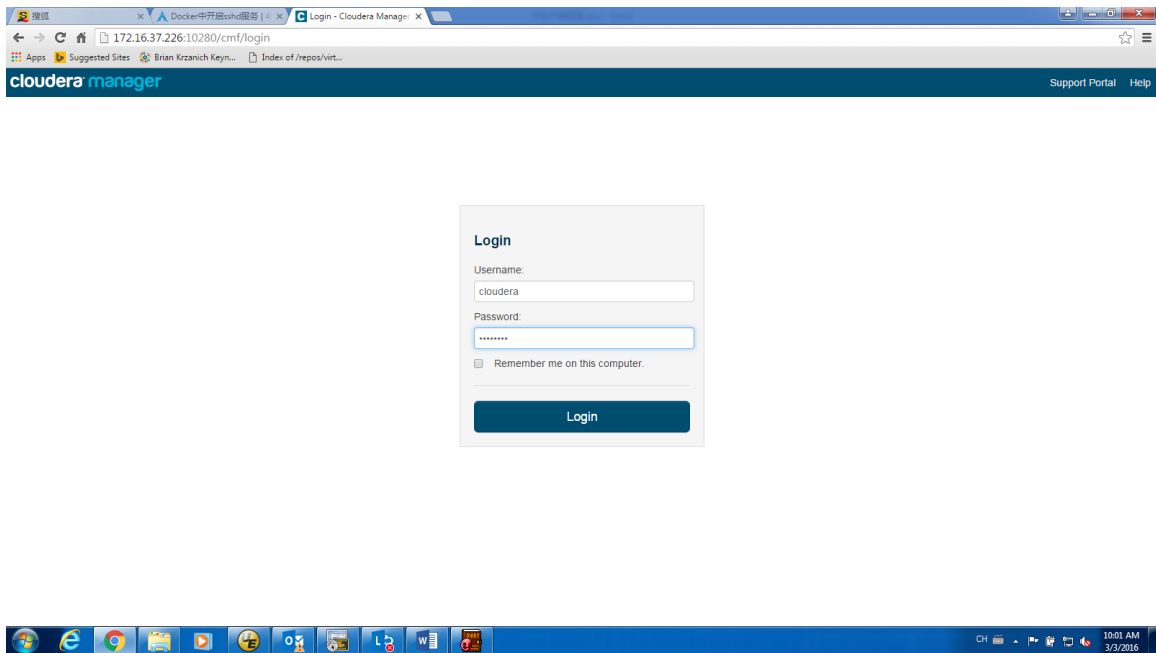 搜狐
Docker中开启sshd服务 | 4
Login - Cloudera Manager
172.16.37.226:10280/cmf/login
Apps Suggested Sites Brian Krzanich Keyn... Index of /repos/virt...
cloudera manager Support Portal Help
Login
Username:
cloudera
Password:
••••••••
Remember me on this computer.
Login
CH
10:01 AM
3/3/2016